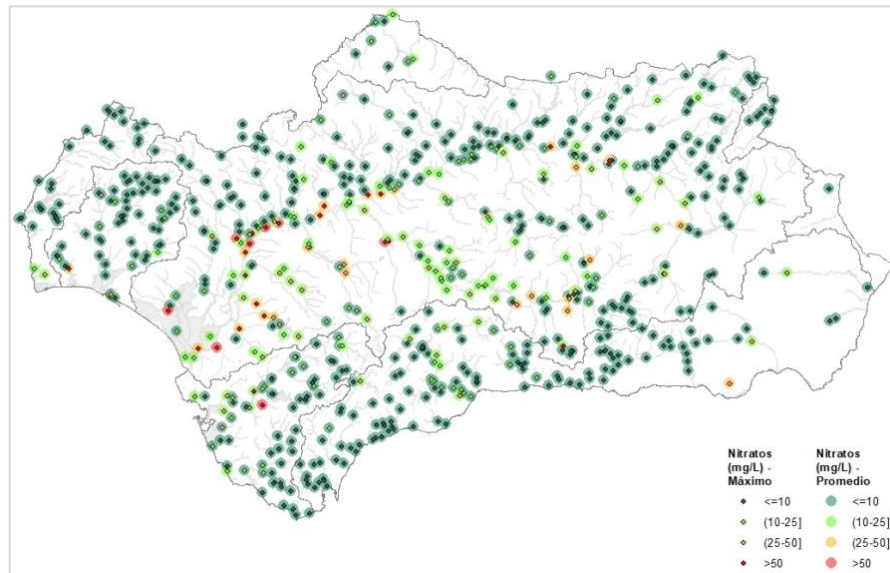 Nitratos
(mg/L) -
Máximo
<=10
(10-25]
(25-50]
>50
Nitratos
(mg/L) -
Promedio
<=10
(10-25]
(25-50]
>50